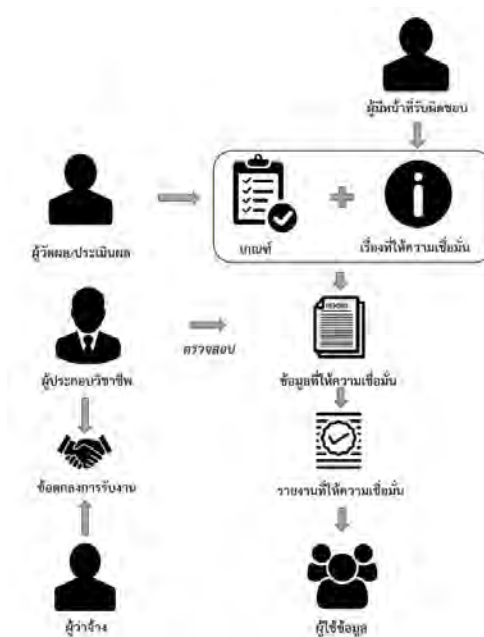 ผู้มีหน้าที่รับผิดชอบ
ผู้วัดผล/ประเมินผล
เกณฑ์
เรื่องที่ให้ความเชื่อมั่น
ตรวจสอบ
ผู้ประกอบวิชาชีพ
ข้อมูลที่ให้ความเชื่อมั่น
ข้อตกลงการรับงาน
รายงานที่ให้ความเชื่อมั่น
ผู้ว่าจ้าง
ผู้ใช้ข้อมูล